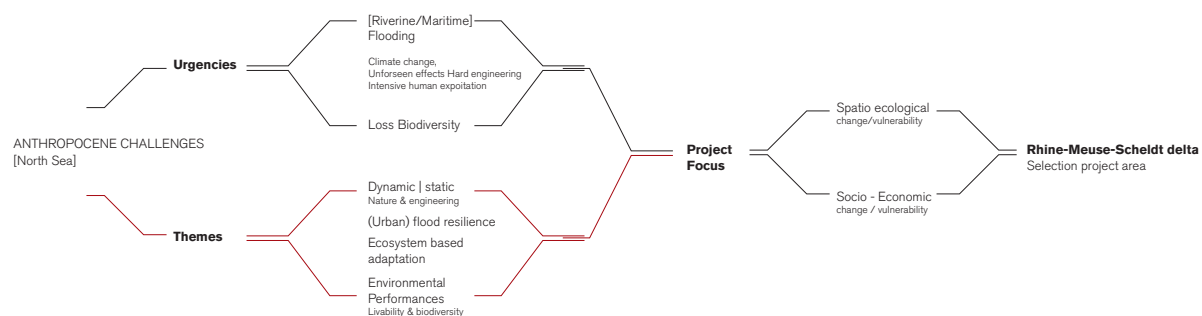 ANTHROPOCENE CHALLENGES
[North Sea]
Urgencies
[Riverine/Maritime]
Flooding
Climate change,
Unforseen effects Hard engineering
Intensive human expoitation
Loss Biodiversity
Themes
Dynamic | static
Nature & engineering
(Urban) flood resilience
Ecosystem based
adaptation
Environmental
Performances
Livability & biodiversity
Project
Focus
Spatio ecological
change/vulnerability
Socio - Economic
change / vulnerability
Rhine-Meuse-Scheldt delta
Selection project area